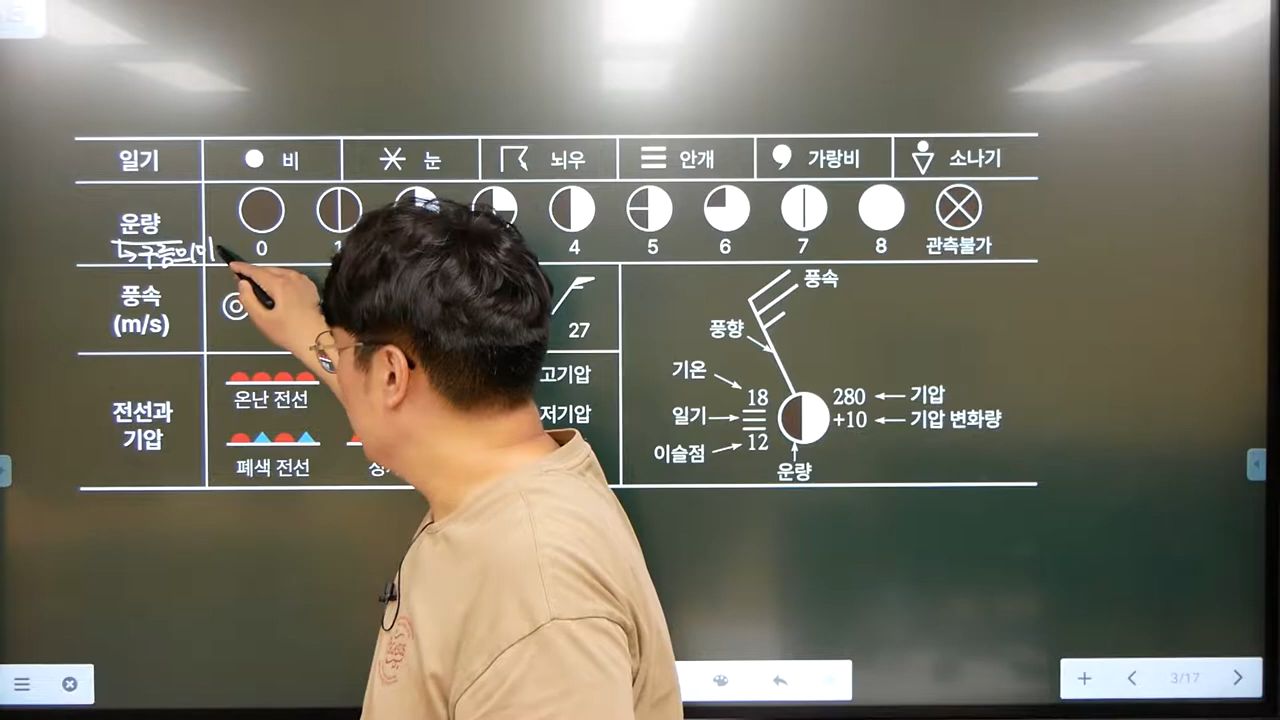 일기 비 눈 뇌우 안개 가랑비 소나기
운량
0 4 5 6 7 8 관측불가
풍속
(m/s)
27
전선과
기압
온난 전선
고기압
저기압
폐색 전선
풍속
풍향
기온
18
280 기압
일기
+10 기압 변화량
이슬점
12
운량
3/17